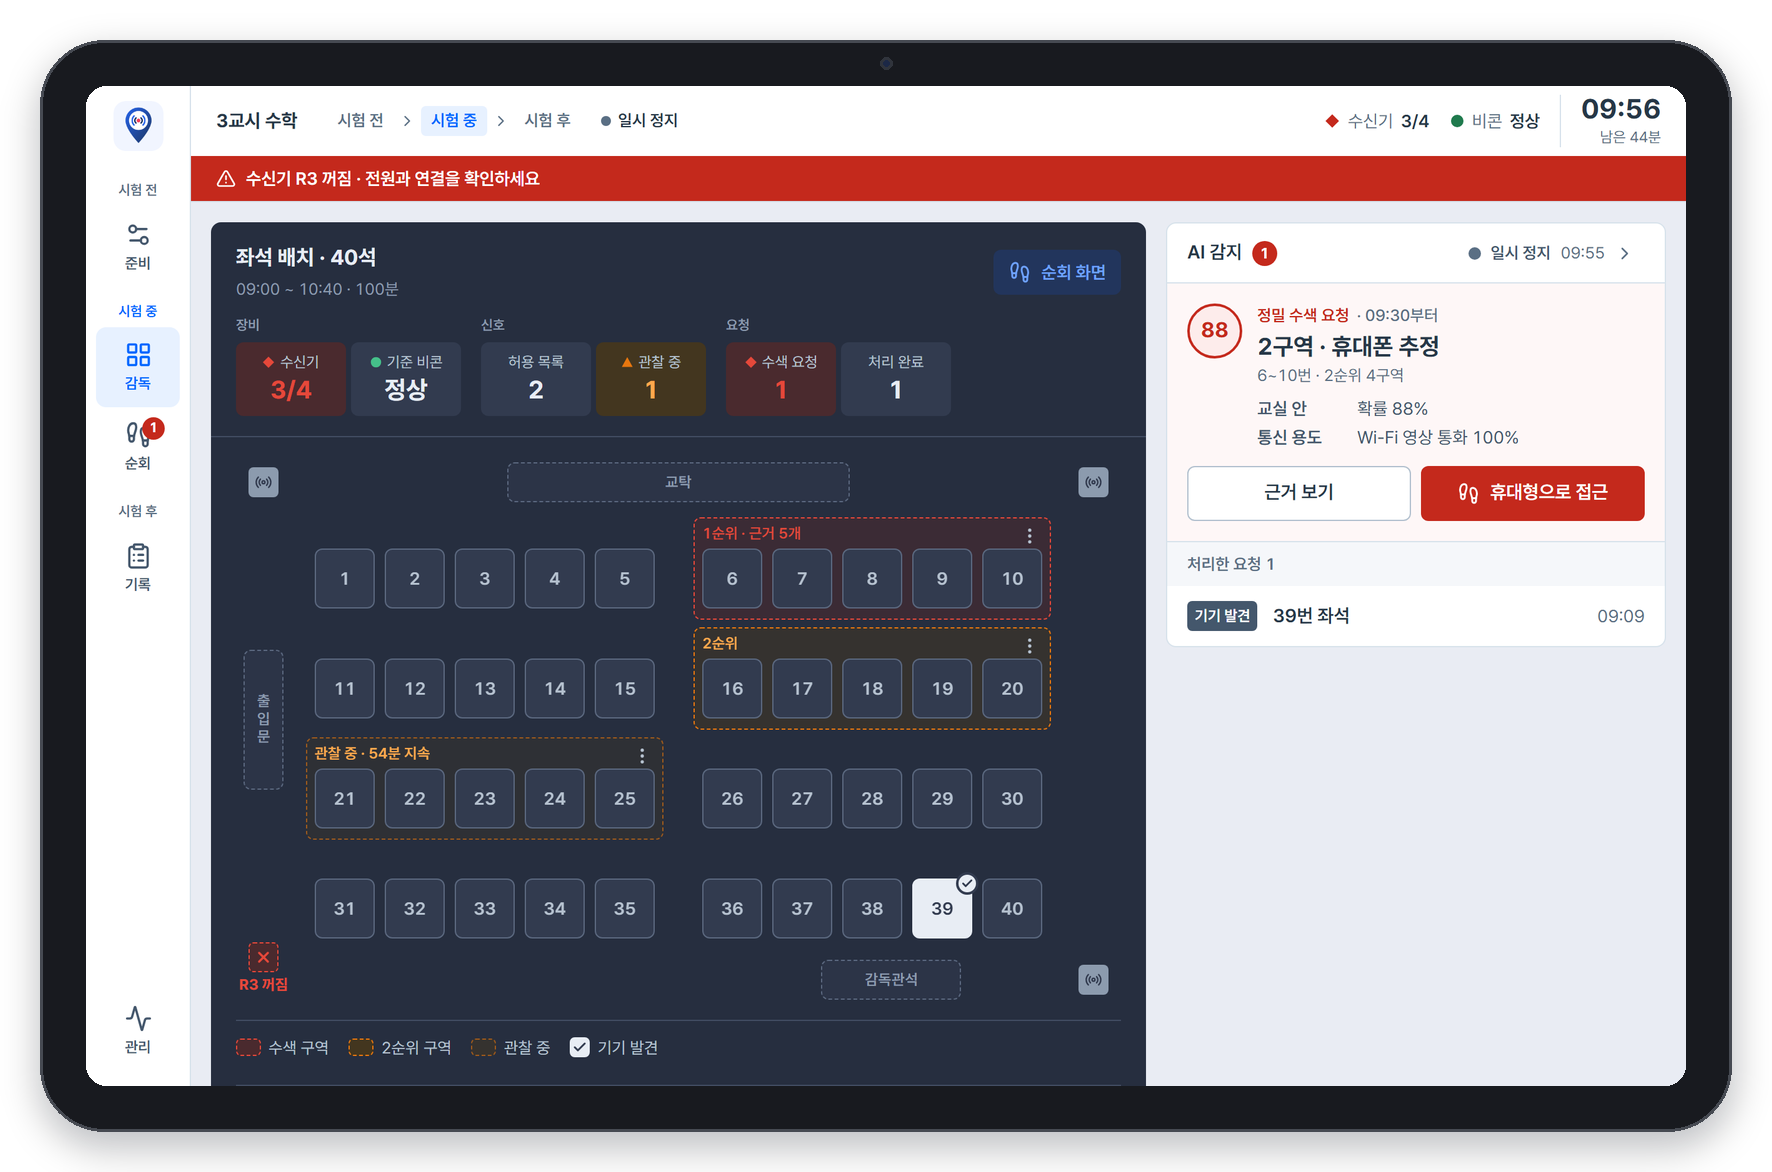 3교시 수학
시험 전
시험 중
시험 후
일시 정지
수신기 3/4
비콘 정상
09:56
남은 44분
수신기 R3 꺼짐 · 전원과 연결을 확인하세요
시험 전
준비
시험 중
감독
1
순회
시험 후
기록
관리
좌석 배치 · 40석
09:00 ~ 10:40 · 100분
순회 화면
장비
신호
요청
수신기
3/4
기준 비콘
정상
허용 목록
2
관찰 중
1
수색 요청
1
처리 완료
1
교탁
1순위 · 근거 5개
1 2 3 4 5 6 7 8 9 10
2순위
11 12 13 14 15 16 17 18 19 20
출입문
관찰 중 · 54분 지속
21 22 23 24 25 26 27 28 29 30
31 32 33 34 35 36 37 38 39 40
R3 꺼짐
감독관석
수색 구역
2순위 구역
관찰 중
기기 발견
AI 감지 1
일시 정지 09:55
88
정밀 수색 요청 · 09:30부터
2구역 · 휴대폰 추정
6~10번 · 2순위 4구역
교실 안 확률 88%
통신 용도 Wi-Fi 영상 통화 100%
근거 보기
휴대형으로 접근
처리한 요청 1
기기 발견 39번 좌석 09:09